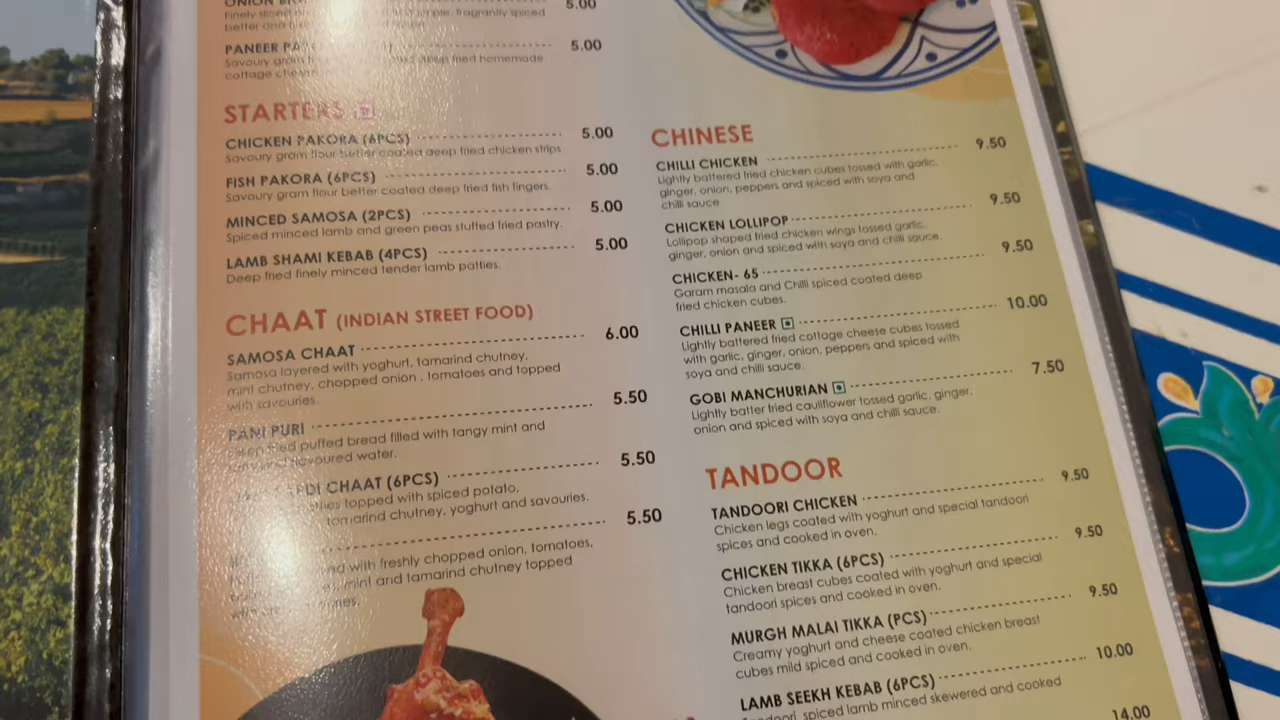 ONION
5.00
fragrantly spiced
PANEER
5.00
Savoury gram
deep fried homemade
cottage cheese
STARTERS
CHICKEN PAKORA (6PCS) 5.00
Savoury gram flour better coated deep fried chicken strips
FISH PAKORA (6PCS) 5.00
Savoury gram flour better coated deep fried fish fingers.
MINCED SAMOSA (2PCS) 5.00
Spiced minced lamb and green peas stuffed fried pastry.
LAMB SHAMI KEBAB (4PCS) 5.00
Deep fried finely minced tender lamb patties.
CHAAT (INDIAN STREET FOOD)
SAMOSA CHAAT 6.00
Samosa layered with yoghurt, tamarind chutney,
mint chutney, chopped onion , tomatoes and topped
with savouries.
PANI PURI 5.50
fried puffed bread filled with tangy mint and
flavoured water.
CHAAT (6PCS) 5.50
topped with spiced potato,
tamarind chutney, yoghurt and savouries.
5.50
with freshly chopped onion, tomatoes,
mint and tamarind chutney topped
CHINESE
CHILLI CHICKEN 9.50
Lightly battered fried chicken cubes tossed with garlic,
ginger, onion, peppers and spiced with soya and
chilli sauce
CHICKEN LOLLIPOP 9.50
Lollipop shaped fried chicken wings tossed garlic,
ginger, onion and spiced with soya and chilli sauce.
CHICKEN- 65 9.50
Garam masala and Chilli spiced coated deep
fried chicken cubes.
CHILLI PANEER 10.00
Lightly battered fried cottage cheese cubes tossed
with garlic, ginger, onion, peppers and spiced with
soya and chilli sauce.
GOBI MANCHURIAN 7.50
Lightly batter fried cauliflower tossed garlic, ginger,
onion and spiced with soya and chilli sauce.
TANDOOR
TANDOORI CHICKEN 9.50
Chicken legs coated with yoghurt and special tandoori
spices and cooked in oven.
CHICKEN TIKKA (6PCS) 9.50
Chicken breast cubes coated with yoghurt and special
tandoori spices and cooked in oven.
MURGH MALAI TIKKA (PCS) 9.50
Creamy yoghurt and cheese coated chicken breast
cubes mild spiced and cooked in oven.
LAMB SEEKH KEBAB (6PCS) 10.00
Tandoori spiced lamb minced skewered and cooked
14.00